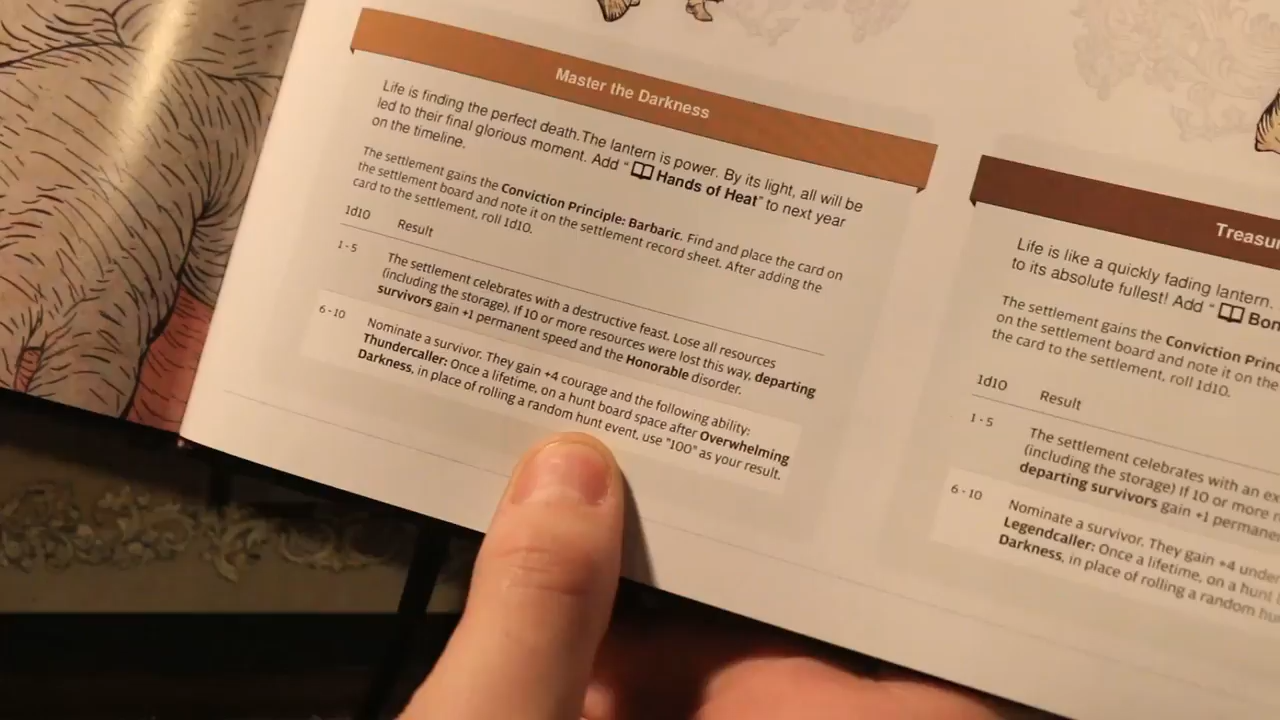 Master the Darkness
Life is finding the perfect death. The lantern is power. By its light, all will be
led to their final glorious moment. Add "Hands of Heat" to next year
on the timeline.
The settlement gains the Conviction Principle: Barbaric. Find and place the card on
the settlement board and note it on the settlement record sheet. After adding the
card to the settlement, roll 1d10.
1d10 Result
1 - 5 The settlement celebrates with a destructive feast. Lose all resources
(including the storage). If 10 or more resources were lost this way, departing
survivors gain +1 permanent speed and the Honorable disorder.
6 - 10 Nominate a survivor. They gain +4 courage and the following ability:
Thundercaller: Once a lifetime, on a hunt board space after Overwhelming
Darkness, in place of rolling a random hunt event, use "100" as your result.
Life is like a quickly fading lantern.
to its absolute fullest! Add "
The settlement gains the Conviction
on the settlement board and note it on the
the card to the settlement, roll 1d10.
1d10 Result
1 - 5 The settlement celebrates with an
(including the storage) If 10 or more
departing survivors gain +1
6 - 10 Nominate a survivor. They gain +4
Legendcaller: Once a lifetime, on a hunt
Darkness, in place of rolling a random